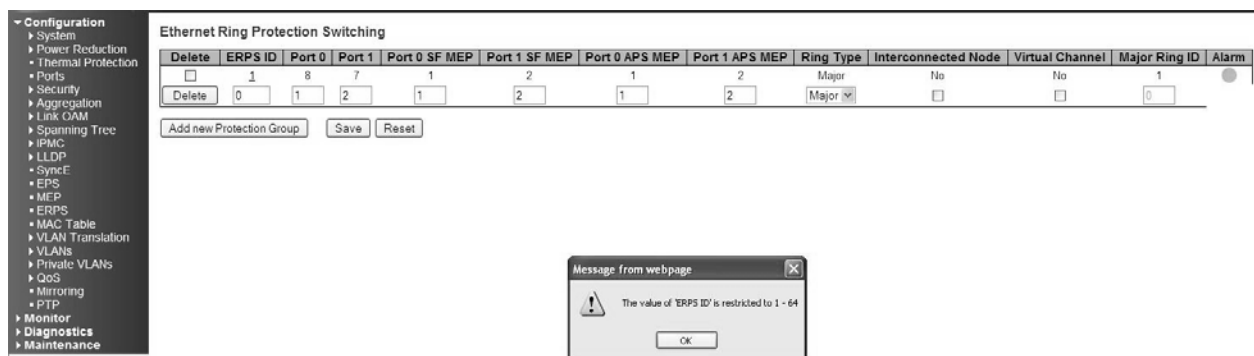 Configuration
System
Power Reduction
Thermal Protection
Ports
Security
Aggregation
Link OAM
Spanning Tree
IPMC
LLDP
SyncE
EPS
MEP
ERPS
MAC Table
VLAN Translation
VLANs
Private VLANs
QoS
Mirroring
PTP
Monitor
Diagnostics
Maintenance
Ethernet Ring Protection Switching
Delete ERPS ID Port 0 Port 1 Port 0 SF MEP Port 1 SF MEP Port 0 APS MEP Port 1 APS MEP Ring Type Interconnected Node Virtual Channel Major Ring ID Alarm
1 8 7 1 2 1 2 Major No No 1
Delete 0 1 2 1 2 1 2 Major 0
Add new Protection Group Save Reset
Message from webpage
The value of 'ERPS ID' is restricted to 1 - 64
OK